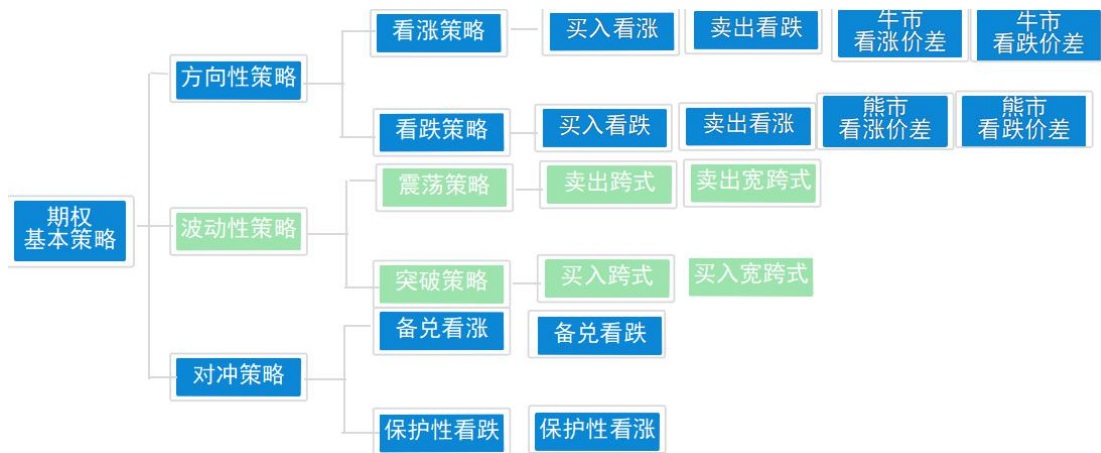 看涨策略
买入看涨
卖出看跌
牛市
看涨价差
牛市
看跌价差
方向性策略
看跌策略
买入看跌
卖出看涨
熊市
看涨价差
熊市
看跌价差
震荡策略
卖出跨式
卖出宽跨式
期权
基本策略
波动性策略
突破策略
买入跨式
买入宽跨式
备兑看涨
备兑看跌
对冲策略
保护性看跌
保护性看涨